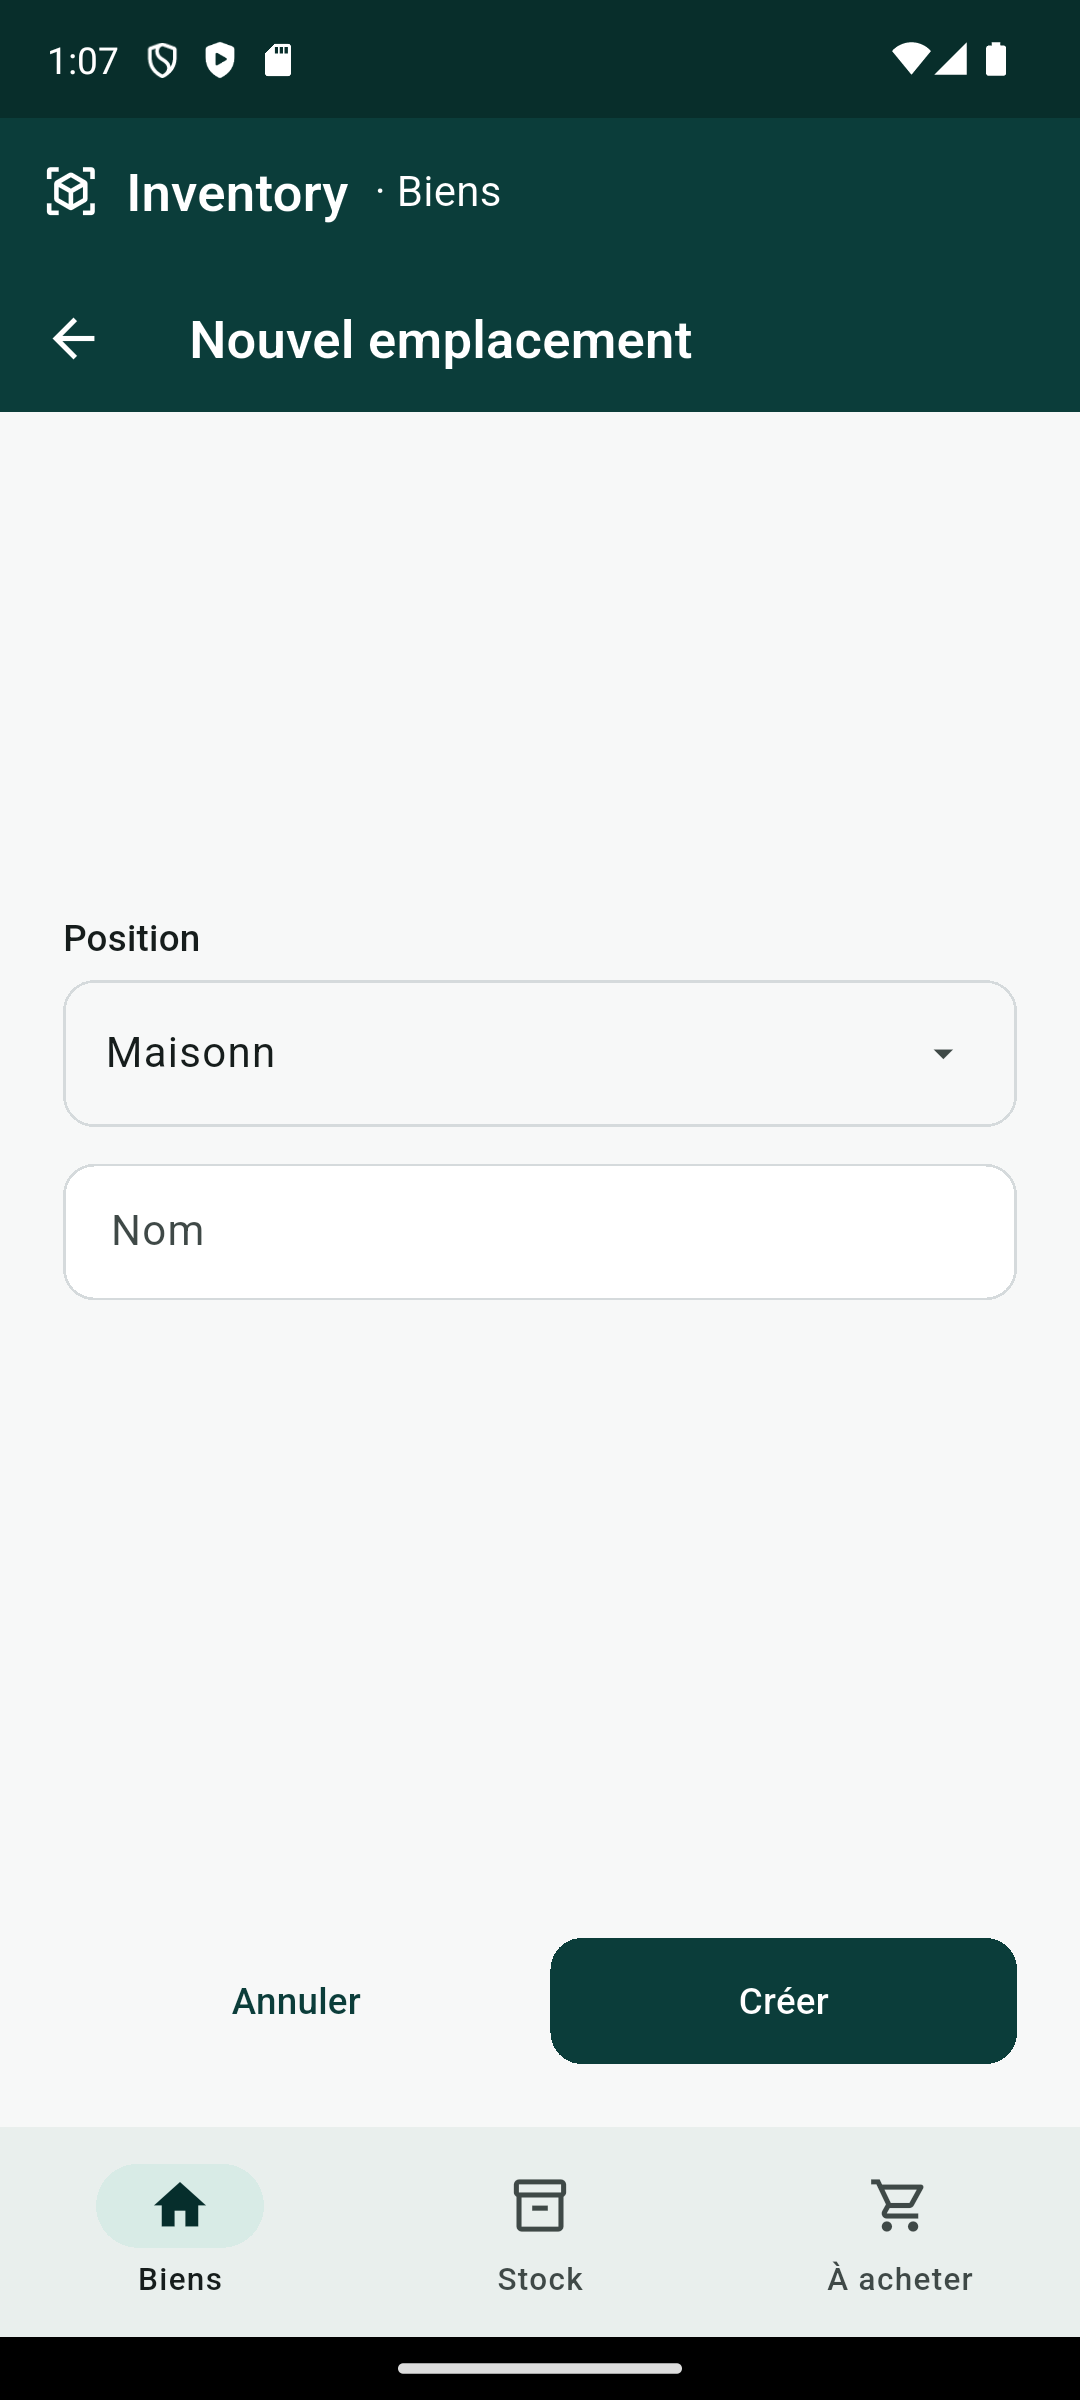 1:07
Inventory · Biens
Nouvel emplacement
Position
Maisonn
Nom
Annuler
Créer
Biens
Stock
À acheter